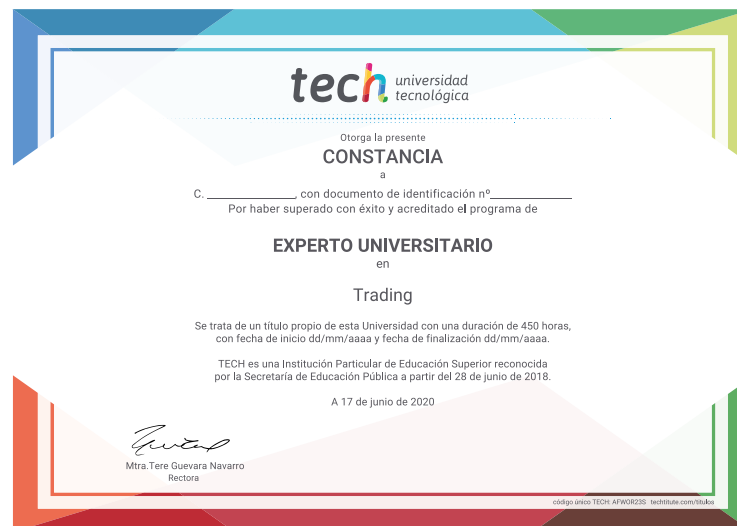 tech universidad
tecnológica
Otorga la presente
CONSTANCIA
a
C. ________________, con documento de identificación nº______________
Por haber superado con éxito y acreditado el programa de
EXPERTO UNIVERSITARIO
en
Trading
Se trata de un título propio de esta Universidad con una duración de 450 horas,
con fecha de inicio dd/mm/aaaa y fecha de finalización dd/mm/aaaa.
TECH es una Institución Particular de Educación Superior reconocida
por la Secretaría de Educación Pública a partir del 28 de junio de 2018.
A 17 de junio de 2020
Mtra.Tere Guevara Navarro
Rectora
código único TECH: AFWOR23S techtitute.com/titulos